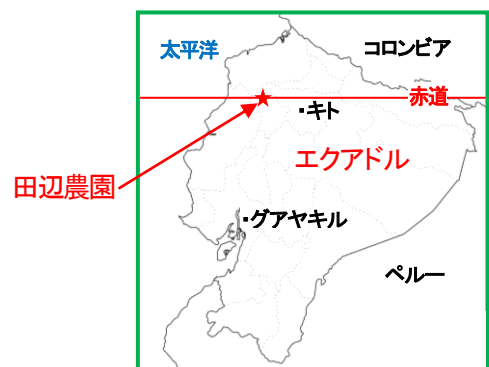 太平洋
コロンビア
赤道
・キト
エクアドル
田辺農園
・グアヤキル
ペルー